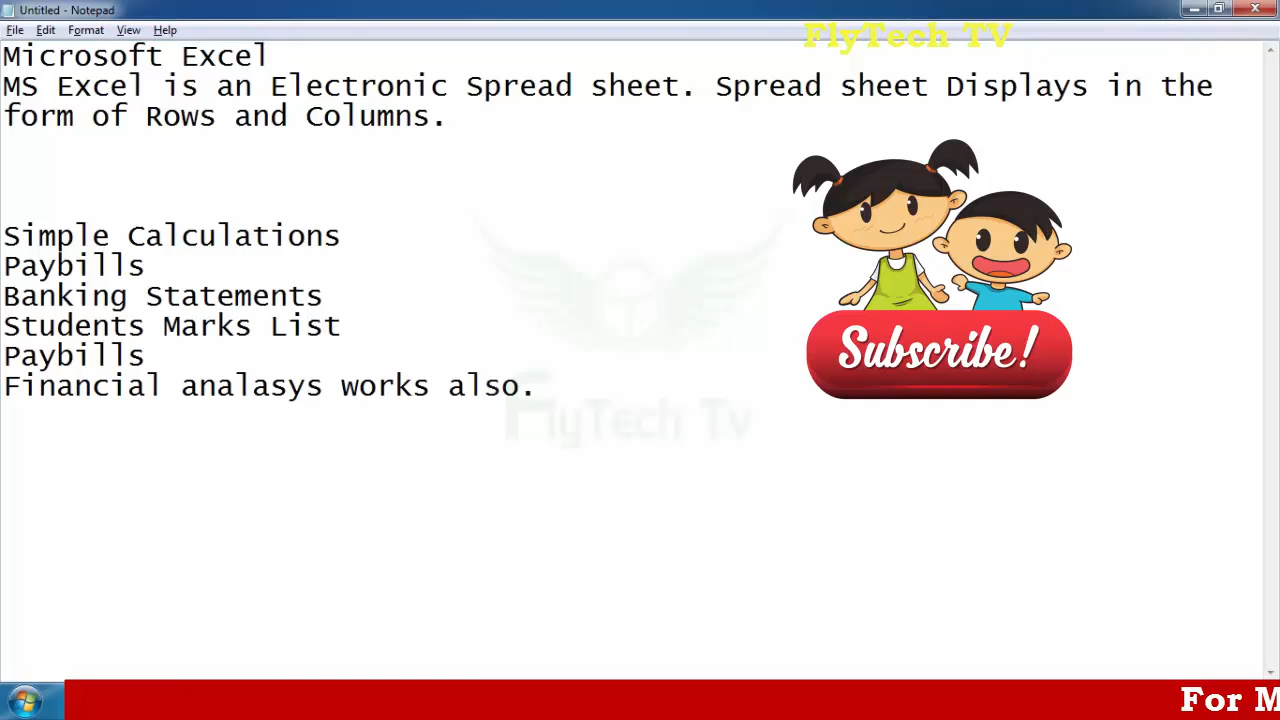 Untitled - Notepad
File Edit Format View Help
FlyTech TV
Microsoft Excel
MS Excel is an Electronic Spread sheet. Spread sheet Displays in the
form of Rows and Columns.
Simple Calculations
Paybills
Banking Statements
Students Marks List
Paybills
Financial analasys works also.
Subscribe!
FlyTech Tv
For M